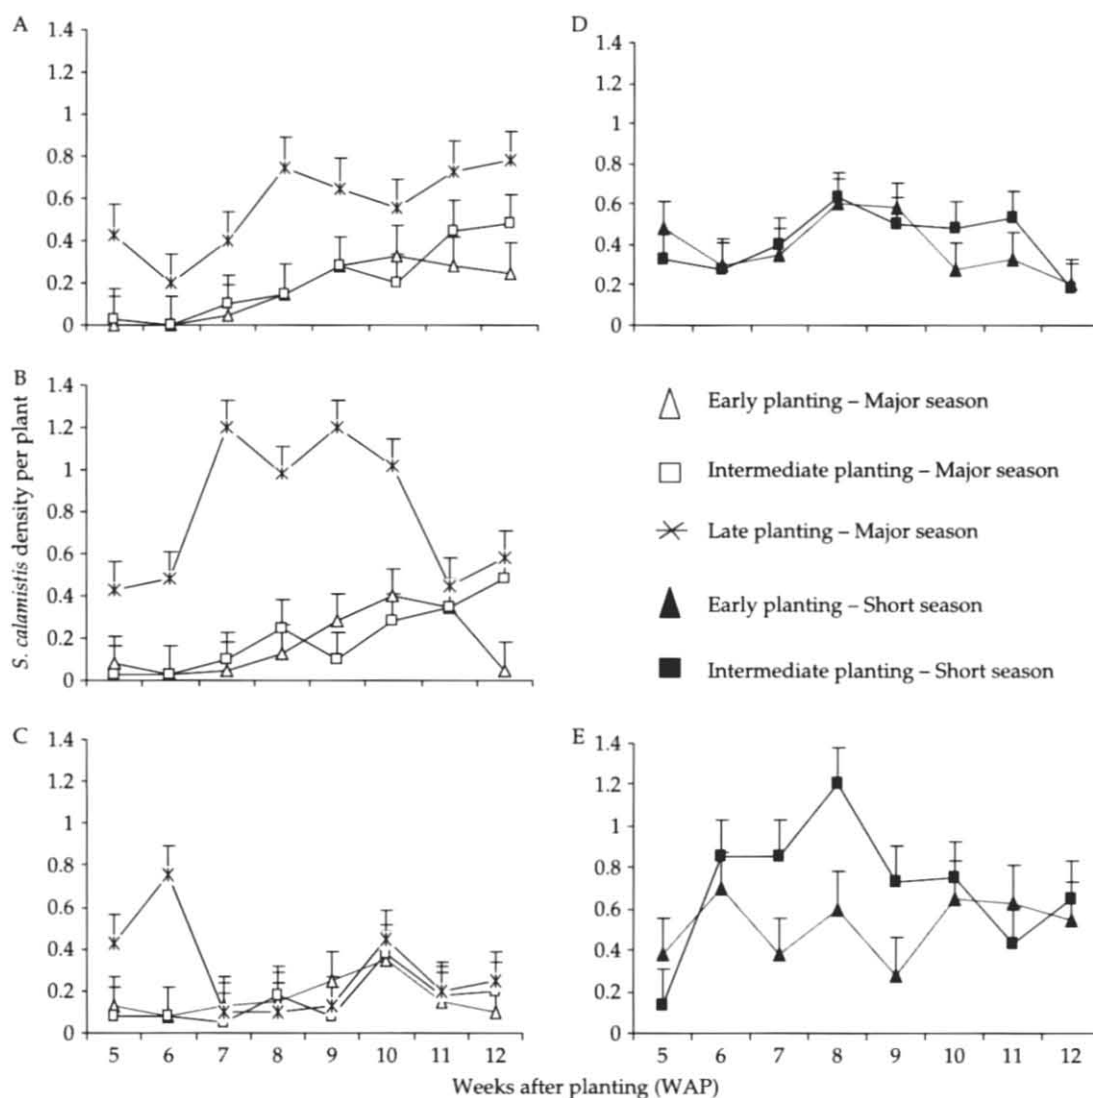 A
1.4
1.2
1
0.8
0.6
0.4
0.2
0
D
1.4
1.2
1
0.8
0.6
0.4
0.2
0
B
1.4
1.2
1
0.8
0.6
0.4
0.2
0
S. calamistis density per plant
Early planting – Major season
Intermediate planting – Major season
Late planting – Major season
Early planting – Short season
Intermediate planting – Short season
C
1.4
1.2
1
0.8
0.6
0.4
0.2
0
5 6 7 8 9 10 11 12
E
1.4
1.2
1
0.8
0.6
0.4
0.2
0
5 6 7 8 9 10 11 12
Weeks after planting (WAP)